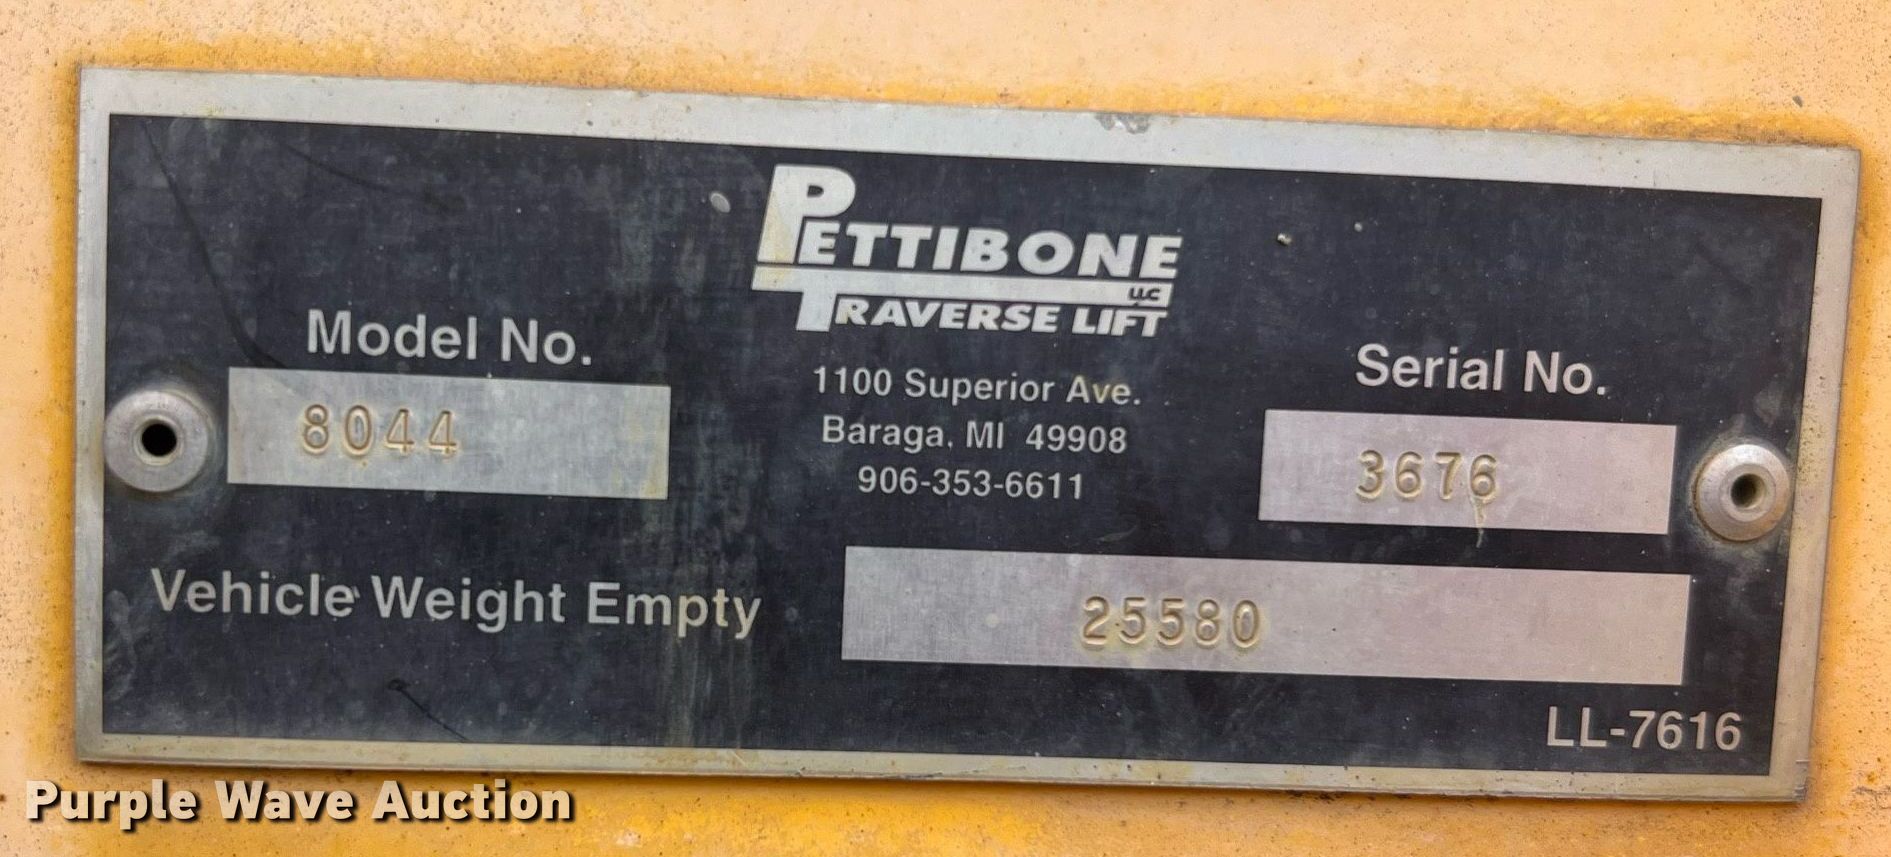 PETTIBONE
LLC
TRAVERSE LIFT
Model No.
8044
1100 Superior Ave.
Baraga, MI 49908
906-353-6611
Serial No.
3676
Vehicle Weight Empty
25580
LL-7616
Purple Wave Auction